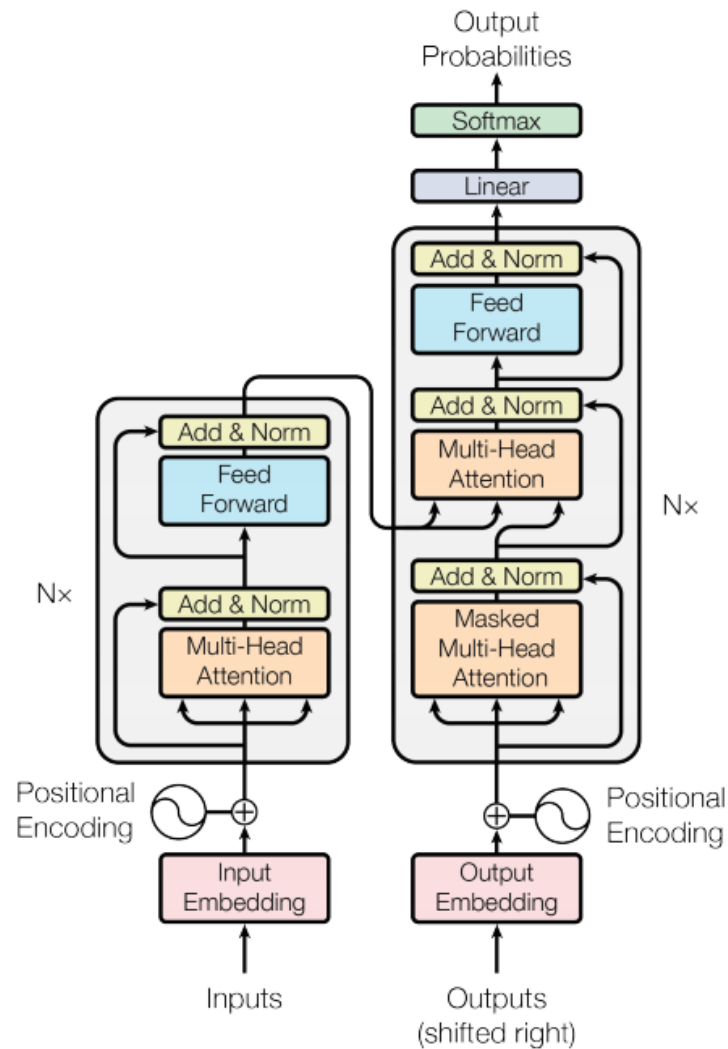 Output
Probabilities
Softmax
Linear
Add & Norm
Feed
Forward
Add & Norm
Multi-Head
Attention
Add & Norm
Masked
Multi-Head
Attention
Nx
Add & Norm
Feed
Forward
Add & Norm
Multi-Head
Attention
Nx
Positional
Encoding
Positional
Encoding
Input
Embedding
Output
Embedding
Inputs
Outputs
(shifted right)